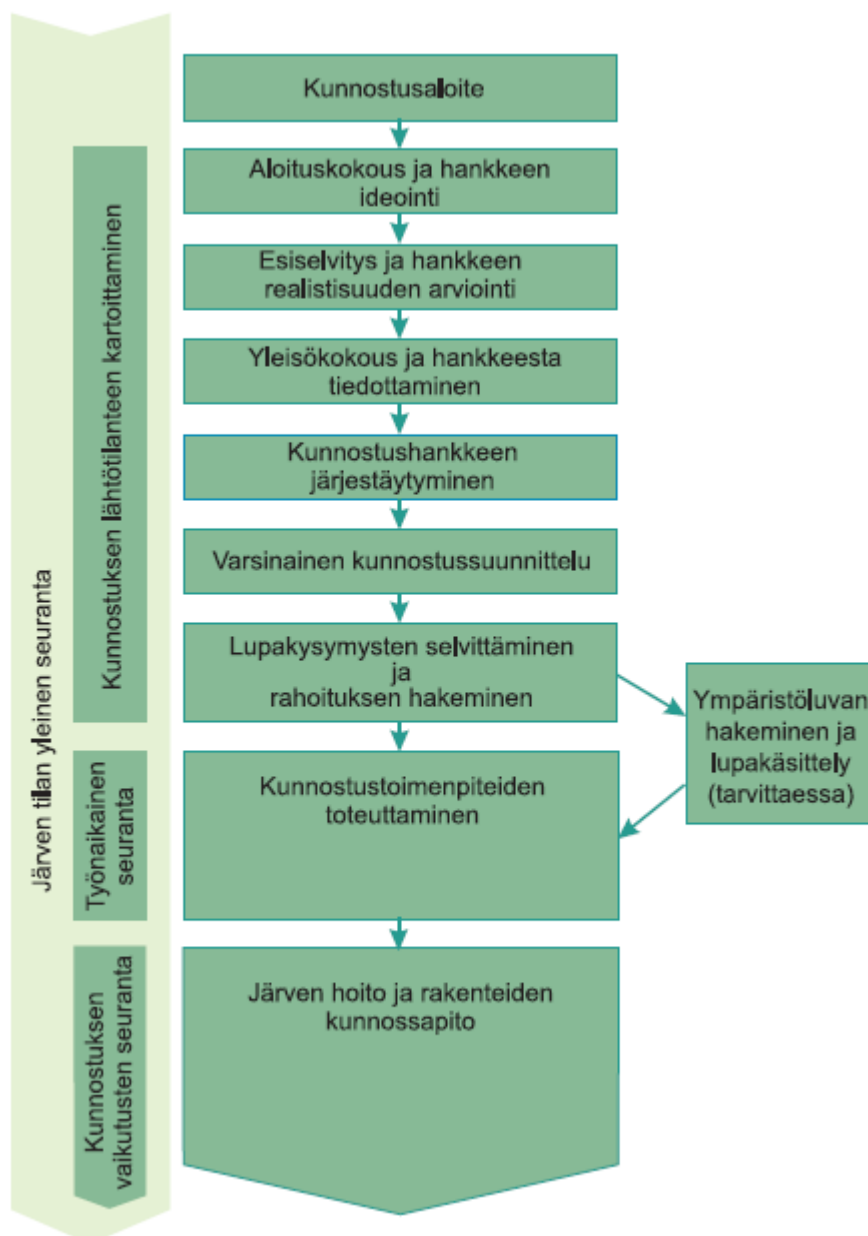 Kunnostusaloite
Aloituskokous ja hankkeen
ideointi
Esiselvitys ja hankkeen
realistisuuden arviointi
Yleisökokous ja hankkeesta
tiedottaminen
Kunnostushankkeen
järjestäytyminen
Varsinainen kunnostussuunnittelu
Lupakysymysten selvittäminen
ja
rahoituksen hakeminen
Ympäristöluvan
hakeminen ja
lupakäsittely
(tarvittaessa)
Kunnostustoimenpiteiden
toteuttaminen
Järven hoito ja rakenteiden
kunnossapito
Järven tilan yleinen seuranta
Kunnostuksen lähtötilanteen kartoittaminen
Työnaikainen
seuranta
Kunnostuksen
vaikutusten seuranta